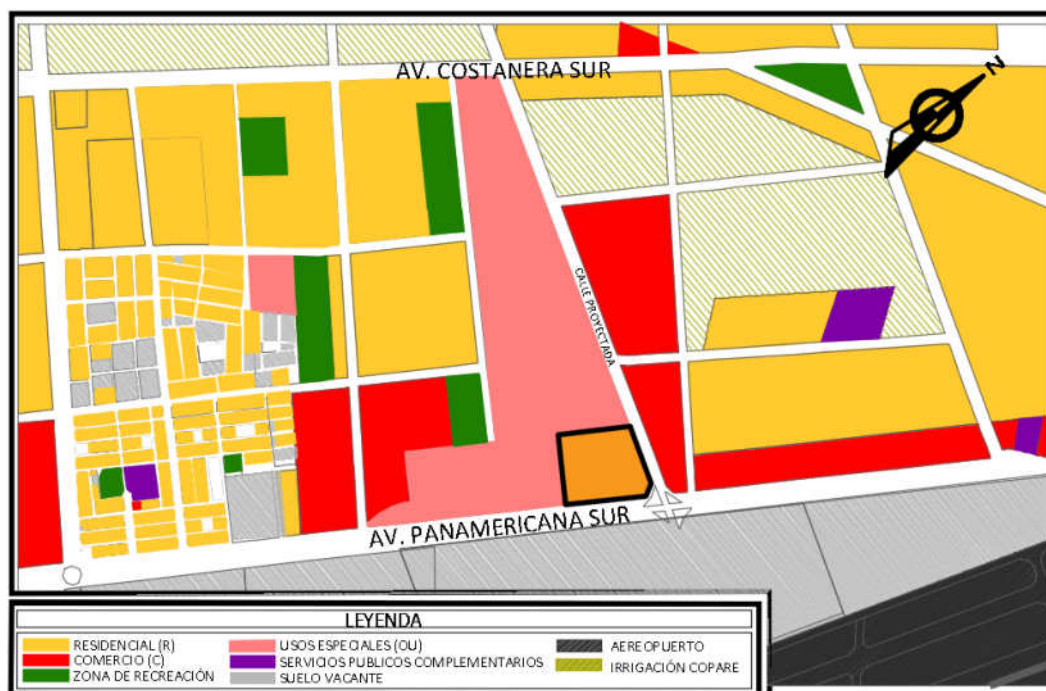 AV. COSTANERA SUR
N
CALLE PROYECTADA
AV. PANAMERICANA SUR
LEYENDA
RESIDENCIAL (R)
COMERCIO (C)
ZONA DE RECREACIÓN
USOS ESPECIALES (OU)
SERVICIOS PUBLICOS COMPLEMENTARIOS
SUELO VACANTE
AEREOPUERTO
IRRIGACIÓN COPARE